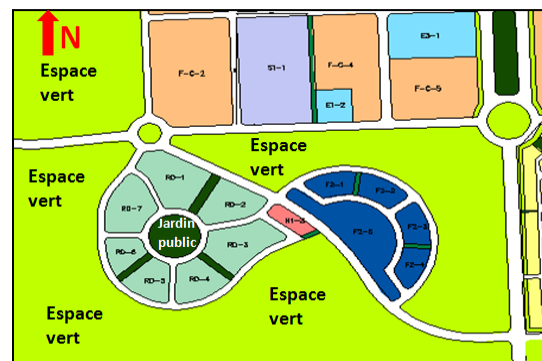 N
Espace
vert
F-C-2
S1-1
F-C-4
E1-2
E3-1
F-C-5
Espace
vert
Espace
vert
RD-1
RD-2
RD-7
Jardin
public
RD-3
RD-4
RD-5
RD-6
H1-3
F2-1
F2-2
F2-3
F2-4
F2-5
Espace
vert
Espace
vert